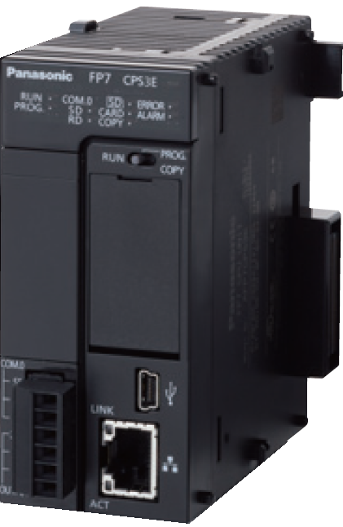 Panasonic FP7 CPS3E
RUN COM.0 SD ERROR
PROG. SD CARD ALARM
RD COPY
RUN PROG.
COPY
COM.0
LINK
ACT